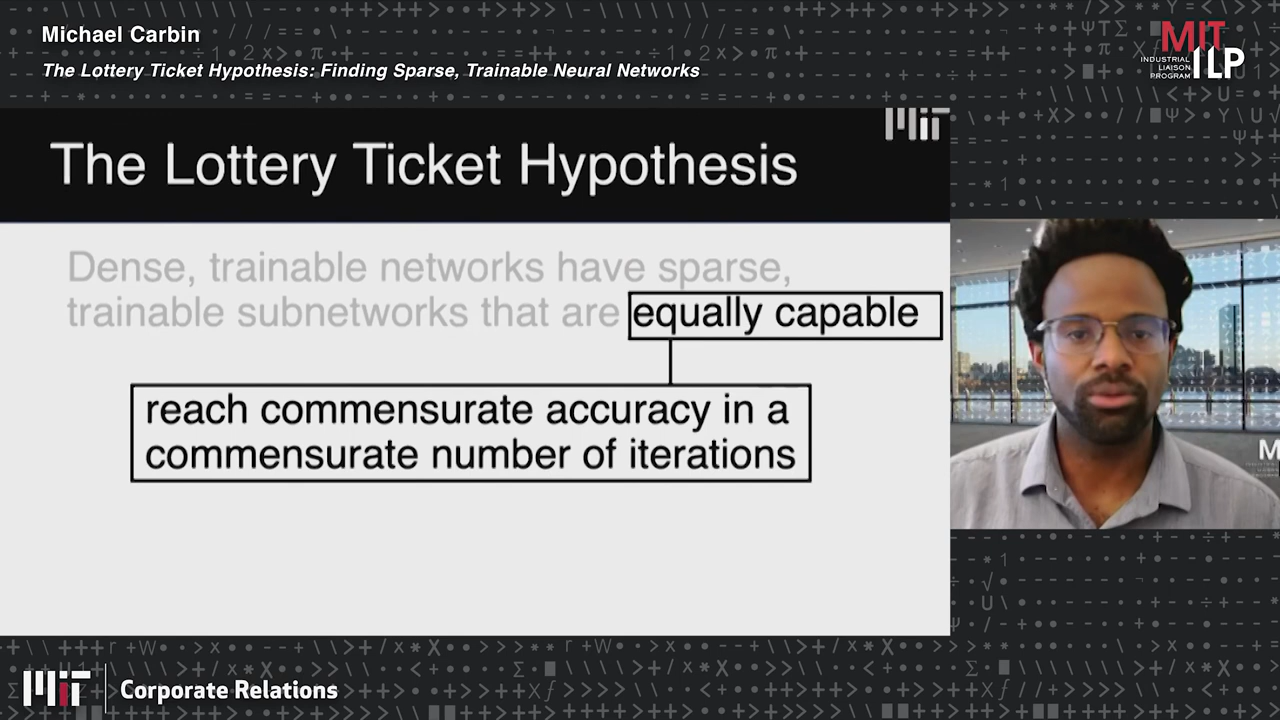 Michael Carbin
The Lottery Ticket Hypothesis: Finding Sparse, Trainable Neural Networks
MIT
INDUSTRIAL
LIAISON
PROGRAM
ILP
MIT
The Lottery Ticket Hypothesis
Dense, trainable networks have sparse,
trainable subnetworks that are equally capable
reach commensurate accuracy in a
commensurate number of iterations
M
MIT
Corporate Relations